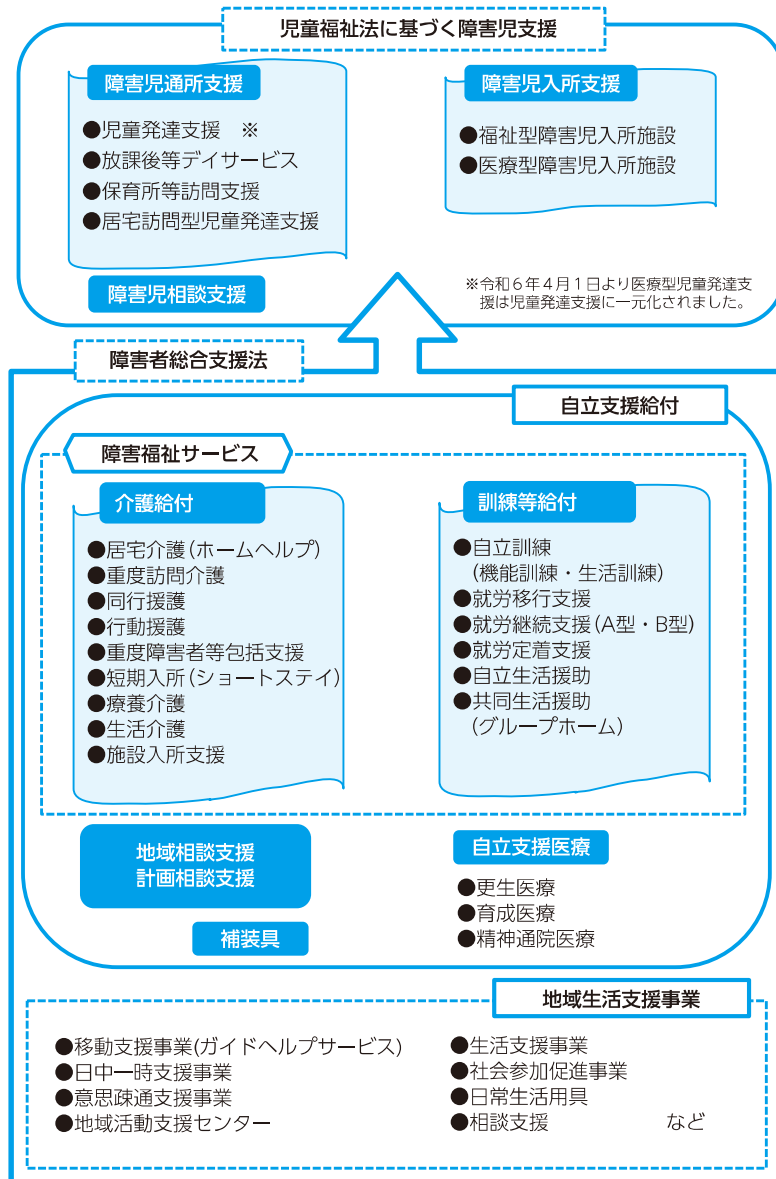 児童福祉法に基づく障害児支援
障害児通所支援
●児童発達支援　※
●放課後等デイサービス
●保育所等訪問支援
●居宅訪問型児童発達支援
障害児相談支援
障害児入所支援
●福祉型障害児入所施設
●医療型障害児入所施設
※令和6年4月1日より医療型児童発達支
援は児童発達支援に一元化されました。
障害者総合支援法
自立支援給付
障害福祉サービス
介護給付
●居宅介護(ホームヘルプ)
●重度訪問介護
●同行援護
●行動援護
●重度障害者等包括支援
●短期入所(ショートステイ)
●療養介護
●生活介護
●施設入所支援
訓練等給付
●自立訓練
(機能訓練・生活訓練)
●就労移行支援
●就労継続支援(A型・B型)
●就労定着支援
●自立生活援助
●共同生活援助
(グループホーム)
地域相談支援
計画相談支援
補装具
自立支援医療
●更生医療
●育成医療
●精神通院医療
地域生活支援事業
●移動支援事業(ガイドヘルプサービス)
●日中一時支援事業
●意思疎通支援事業
●地域活動支援センター
●生活支援事業
●社会参加促進事業
●日常生活用具
●相談支援　　　　　　など